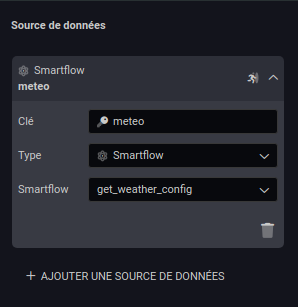 Source de données
Smartflow
meteo
Clé meteo
Type Smartflow
Smartflow get_weather_config
+ AJOUTER UNE SOURCE DE DONNÉES